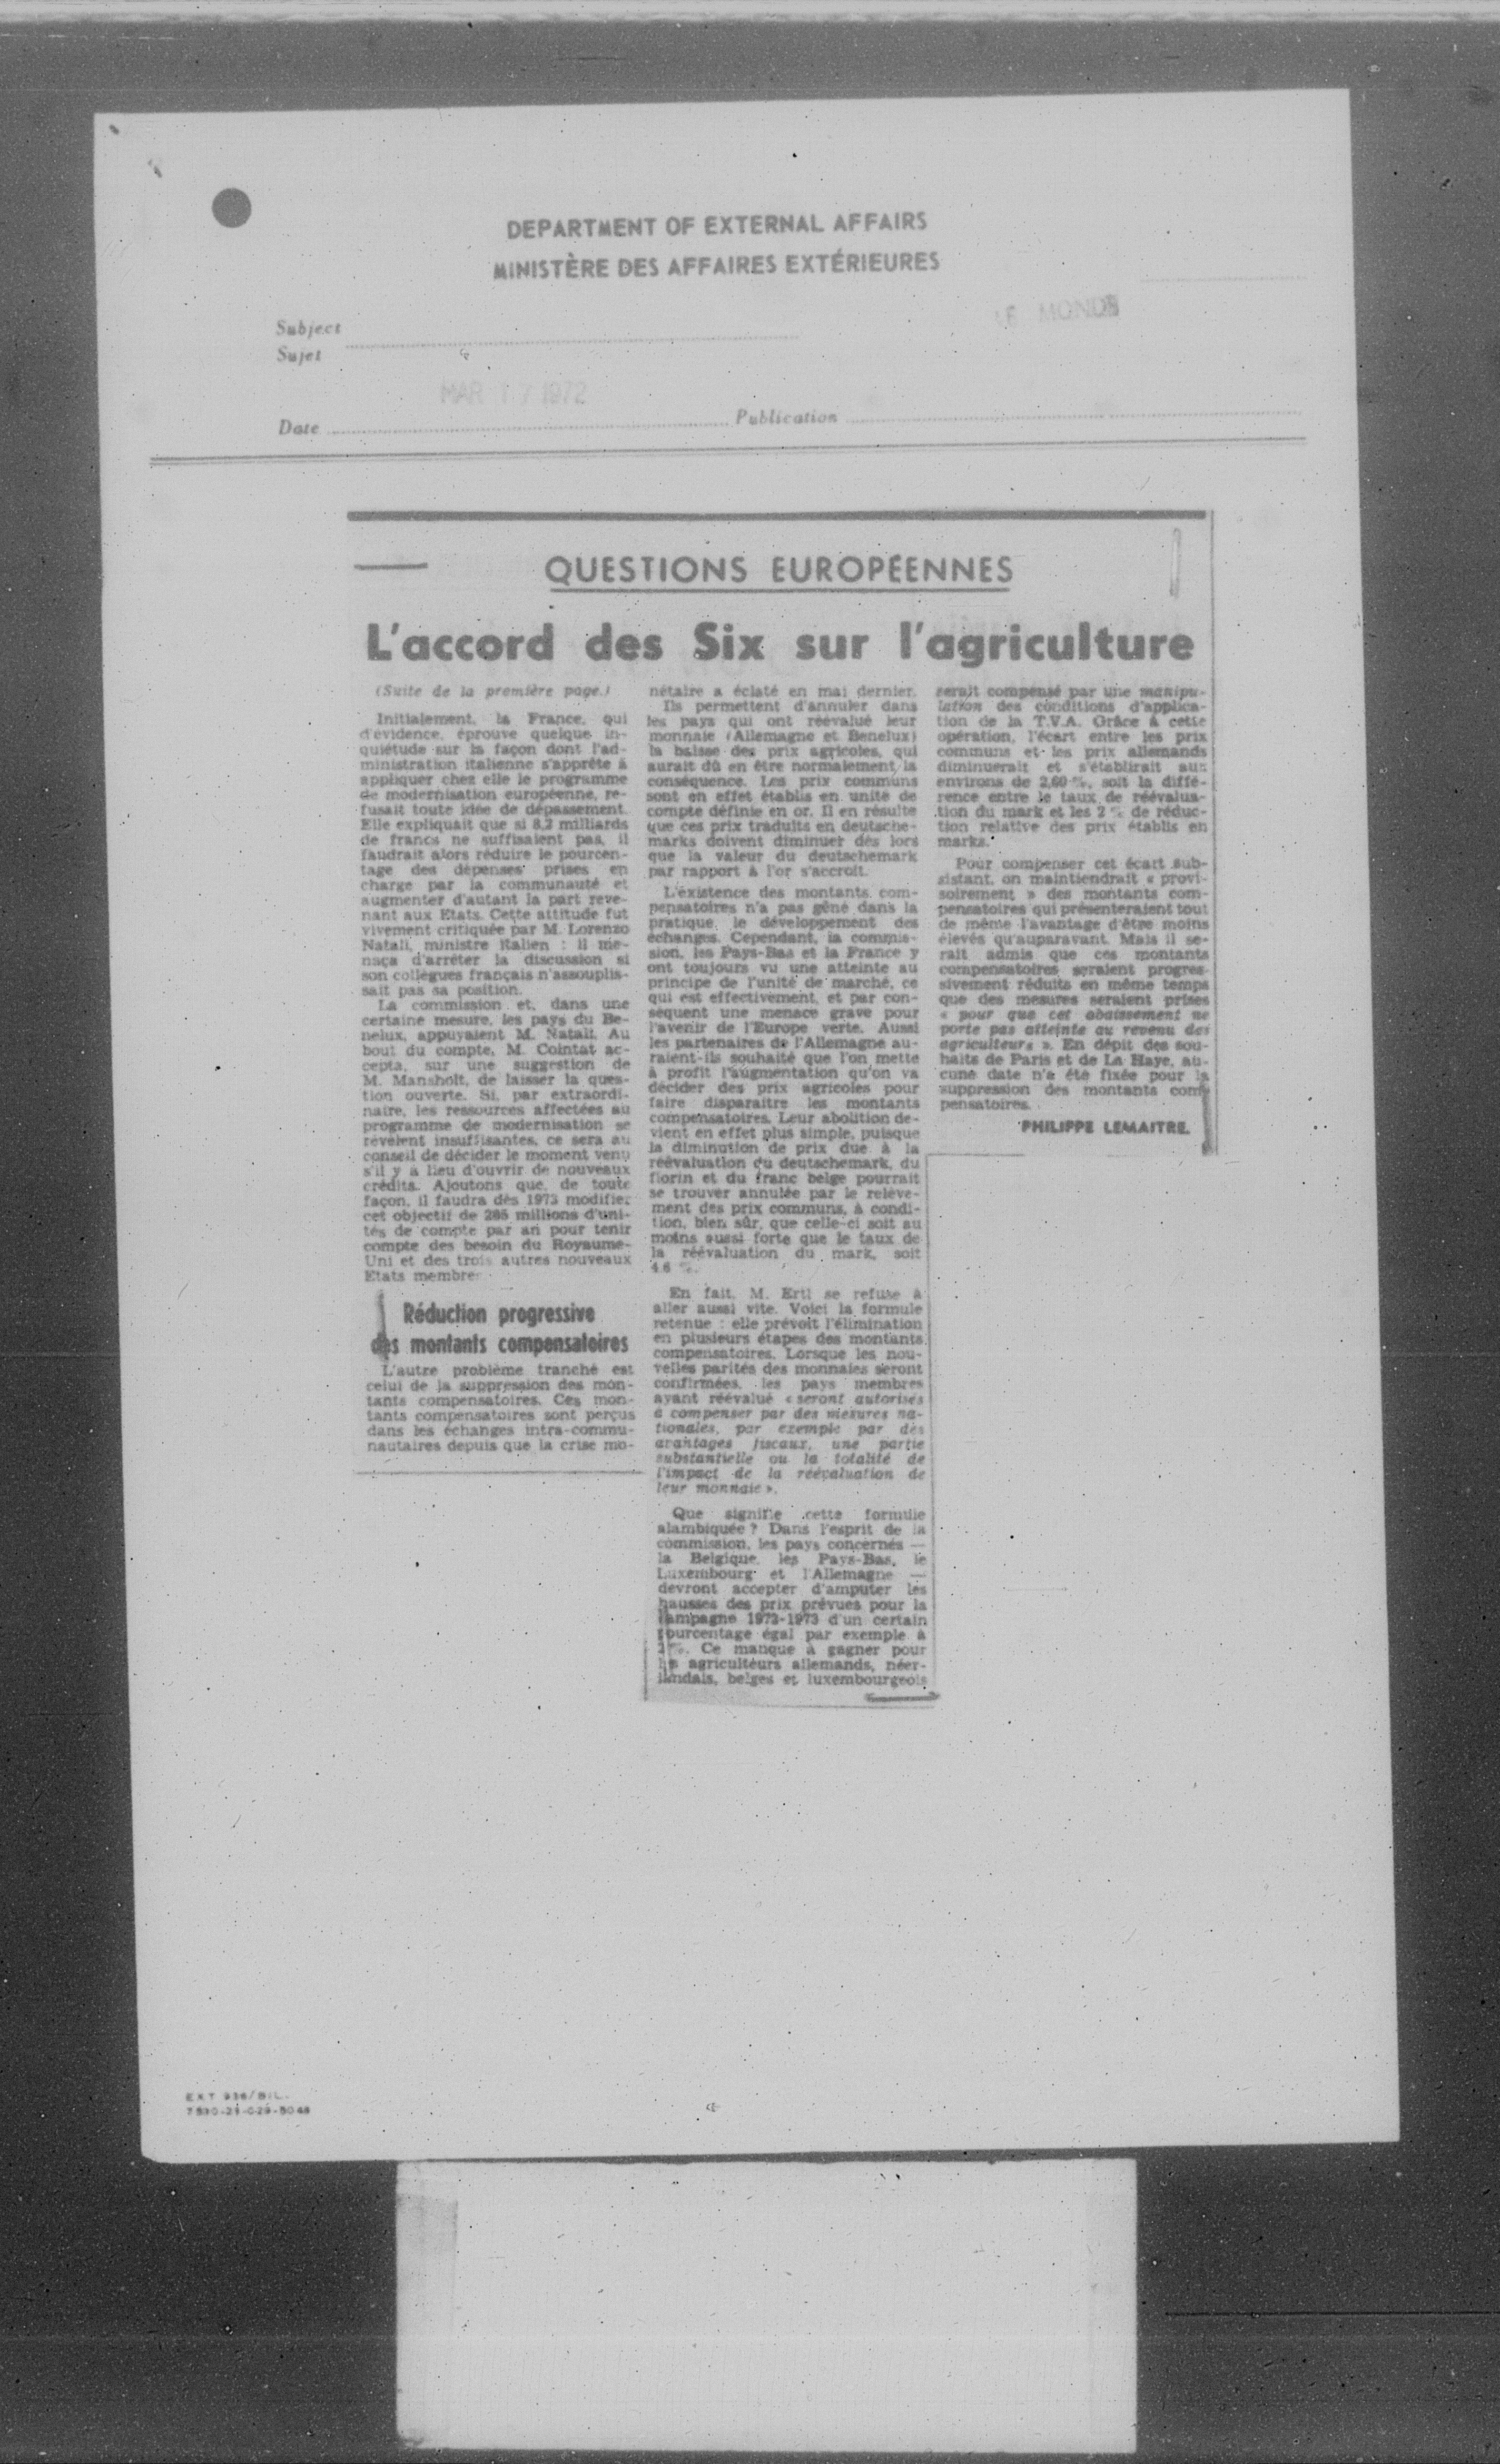 DEPARTMENT OF EXTERNAL AFFAIRS
MINISTÈRE DES AFFAIRES EXTÉRIEURES
LE MONDE
Subject
Sujet
MAR 17 1972
Date
Publication
QUESTIONS EUROPÉENNES
L'accord des Six sur l'agriculture
(Suite de la première page.)
Initialement, la France, qui
d'évidence, éprouve quelque in-
quiétude sur la façon dont l'ad-
ministration italienne s'apprête à
appliquer chez elle le programme
de modernisation européenne, re-
fusait toute idée de dépassement.
Elle expliquait que si 8,2 milliards
de francs ne suffisaient pas, il
faudrait alors réduire le pourcen-
tage des dépenses prises en
charge par la communauté et
augmenter d'autant la part reve-
nant aux Etats. Cette attitude fut
vivement critiquée par M. Lorenzo
Natali, ministre italien : il me-
naça d'arrêter la discussion si
son collègues français n'assouplis-
sait pas sa position.
La commission et, dans une
certaine mesure, les pays du Be-
nelux, appuyaient M. Natali. Au
bout du compte, M. Cointat ac-
cepta, sur une suggestion de
M. Mansholt, de laisser la ques-
tion ouverte. Si, par extraordi-
naire, les ressources affectées au
programme de modernisation se
révèlent insuffisantes, ce sera au
conseil de décider le moment venu
s'il y a lieu d'ouvrir de nouveaux
crédits. Ajoutons que, de toute
façon, il faudra dès 1973 modifier
cet objectif de 285 millions d'uni-
tés de compte par an pour tenir
compte des besoin du Royaume-
Uni et des trois autres nouveaux
Etats membre
Réduction progressive
des montants compensatoires
L'autre problème tranché est
celui de la suppression des mon-
tants compensatoires. Ces mon-
tants compensatoires sont perçus
dans les échanges intra-commu-
nautaires depuis que la crise mo-
nétaire a éclaté en mai dernier.
Ils permettent d'annuler dans
les pays qui ont réévalué leur
monnaie (Allemagne et Benelux)
la baisse des prix agricoles, qui
aurait dû en être normalement la
conséquence. Les prix communs
sont en effet établis en unité de
compte définie en or. Il en résulte
que ces prix traduits en deutsche-
marks doivent diminuer dès lors
que la valeur du deutschemark
par rapport à l'or s'accroît.
L'existence des montants com-
pensatoires n'a pas gêné dans la
pratique le développement des
échanges. Cependant, la commis-
sion, les Pays-Bas et la France y
ont toujours vu une atteinte au
principe de l'unité de marché, ce
qui est effectivement, et par con-
séquent une menace grave pour
l'avenir de l'Europe verte. Aussi
les partenaires de l'Allemagne au-
raient-ils souhaité que l'on mette
à profit l'augmentation qu'on va
décider des prix agricoles pour
faire disparaître les montants
compensatoires. Leur abolition de-
vient en effet plus simple, puisque
la diminution de prix due à la
réévaluation du deutschemark, du
florin et du franc belge pourrait
se trouver annulée par le relève-
ment des prix communs, à condi-
tion, bien sûr, que celle-ci soit au
moins aussi forte que le taux de
la réévaluation du mark, soit
4.6 %.
En fait, M. Ertl se refuse à
aller aussi vite. Voici la formule
retenue : elle prévoit l'élimination
en plusieurs étapes des montants
compensatoires. Lorsque les nou-
velles parités des monnaies seront
confirmées, les pays membres
ayant réévalué « seront autorisés
à compenser par des mesures na-
tionales, par exemple par des
avantages fiscaux, une partie
substantielle ou la totalité de
l'impact de la réévaluation de
leur monnaie ».
Que signifie cette formule
alambiquée ? Dans l'esprit de la
commission, les pays concernés —
la Belgique, les Pays-Bas, le
Luxembourg et l'Allemagne —
devront accepter d'amputer les
hausses des prix prévues pour la
campagne 1972-1973 d'un certain
pourcentage égal par exemple à
2 %. Ce manque à gagner pour
les agriculteurs allemands, néer-
landais, belges et luxembourgeois
serait compensé par une manipu-
lation des conditions d'applica-
tion de la T.V.A. Grâce à cette
opération, l'écart entre les prix
communs et les prix allemands
diminuerait et s'établirait aux
environs de 2,60 %, soit la diffé-
rence entre le taux de réévalua-
tion du mark et les 2 % de réduc-
tion relative des prix établis en
marks.
Pour compenser cet écart sub-
sistant, on maintiendrait « provi-
soirement » des montants com-
pensatoires qui présenteraient tout
de même l'avantage d'être moins
élevés qu'auparavant. Mais il se-
rait admis que ces montants
compensatoires seraient progres-
sivement réduits en même temps
que des mesures seraient prises
« pour que cet abaissement ne
porte pas atteinte au revenu des
agriculteurs ». En dépit des sou-
haits de Paris et de La Haye, au-
cune date n'a été fixée pour la
suppression des montants com-
pensatoires.
PHILIPPE LEMAITRE.
EXT 936/BIL.
7530-21-029-5048